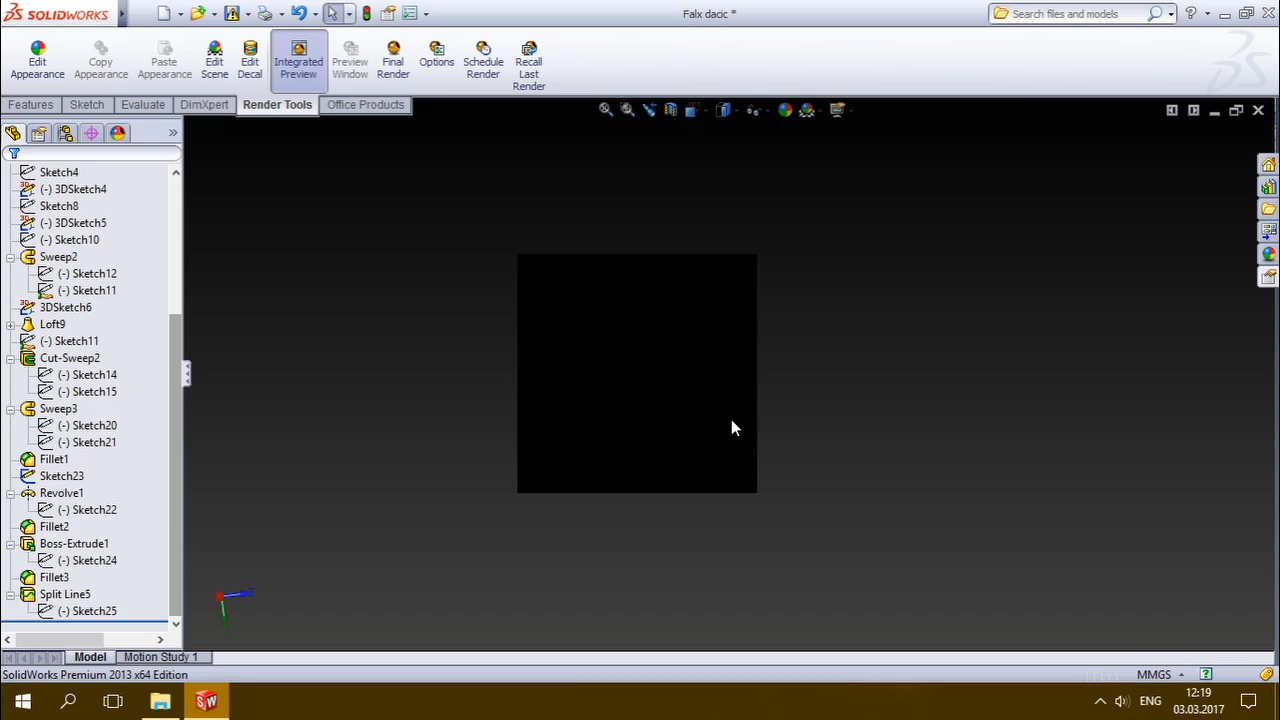 SOLIDWORKS
Falx dacic *
Search files and models
Edit Appearance
Copy Appearance
Paste Appearance
Edit Scene
Edit Decal
Integrated Preview
Preview Window
Final Render
Options
Schedule Render
Recall Last Render
Features
Sketch
Evaluate
DimXpert
Render Tools
Office Products
Sketch4
(-) 3DSketch4
Sketch8
(-) 3DSketch5
(-) Sketch10
Sweep2
(-) Sketch12
(-) Sketch11
3DSketch6
Loft9
(-) Sketch11
Cut-Sweep2
(-) Sketch14
(-) Sketch15
Sweep3
(-) Sketch20
(-) Sketch21
Fillet1
Sketch23
Revolve1
(-) Sketch22
Fillet2
Boss-Extrude1
(-) Sketch24
Fillet3
Split Line5
(-) Sketch25
Z
Model
Motion Study 1
SolidWorks Premium 2013 x64 Edition
MMGS
ENG
12:19
03.03.2017